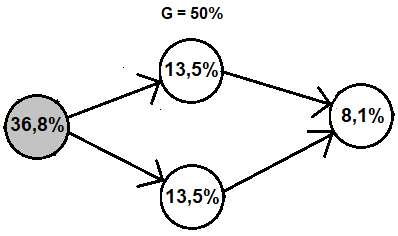 G = 50%
13,5%
36,8%
8,1%
13,5%